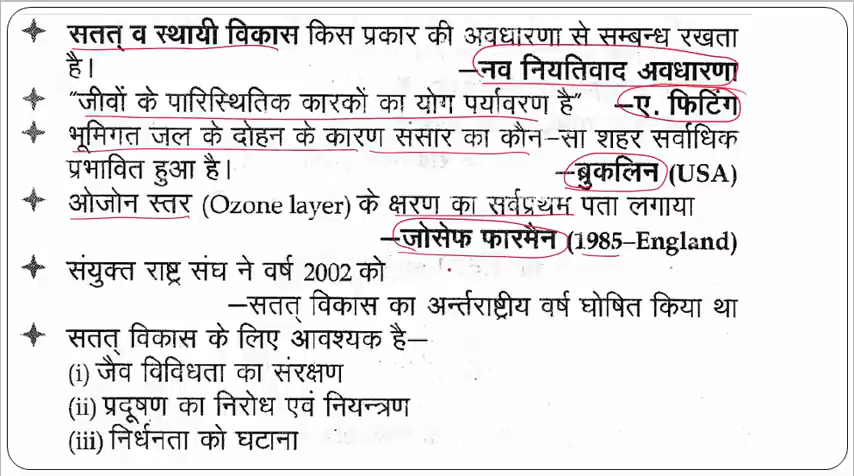 ✦ सतत् व स्थायी विकास किस प्रकार की अवधारणा से सम्बन्ध रखता
है। –नव नियतिवाद अवधारणा
✦ "जीवों के पारिस्थितिक कारकों का योग पर्यावरण है" –ए. फिटिंग
✦ भूमिगत जल के दोहन के कारण संसार का कौन-सा शहर सर्वाधिक
प्रभावित हुआ है। –ब्रुकलिन (USA)
✦ ओजोन स्तर (Ozone layer) के क्षरण का सर्वप्रथम पता लगाया
–जोसेफ फारमैन (1985–England)
✦ संयुक्त राष्ट्र संघ ने वर्ष 2002 को
–सतत् विकास का अर्न्तराष्ट्रीय वर्ष घोषित किया था
✦ सतत् विकास के लिए आवश्यक है–
(i) जैव विविधता का संरक्षण
(ii) प्रदूषण का निरोध एवं नियन्त्रण
(iii) निर्धनता को घटाना